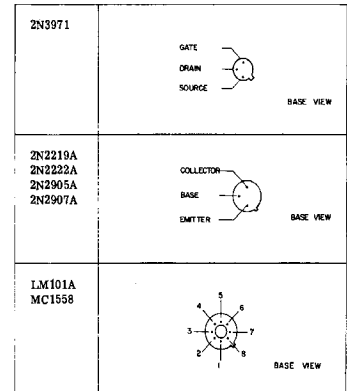 2N3971
GATE
DRAIN
SOURCE
BASE VIEW
2N2219A
2N2222A
2N2905A
2N2907A
COLLECTOR
BASE
EMITTER
BASE VIEW
LM101A
MC1558
5
4 6
3 7
2 8
1
BASE VIEW